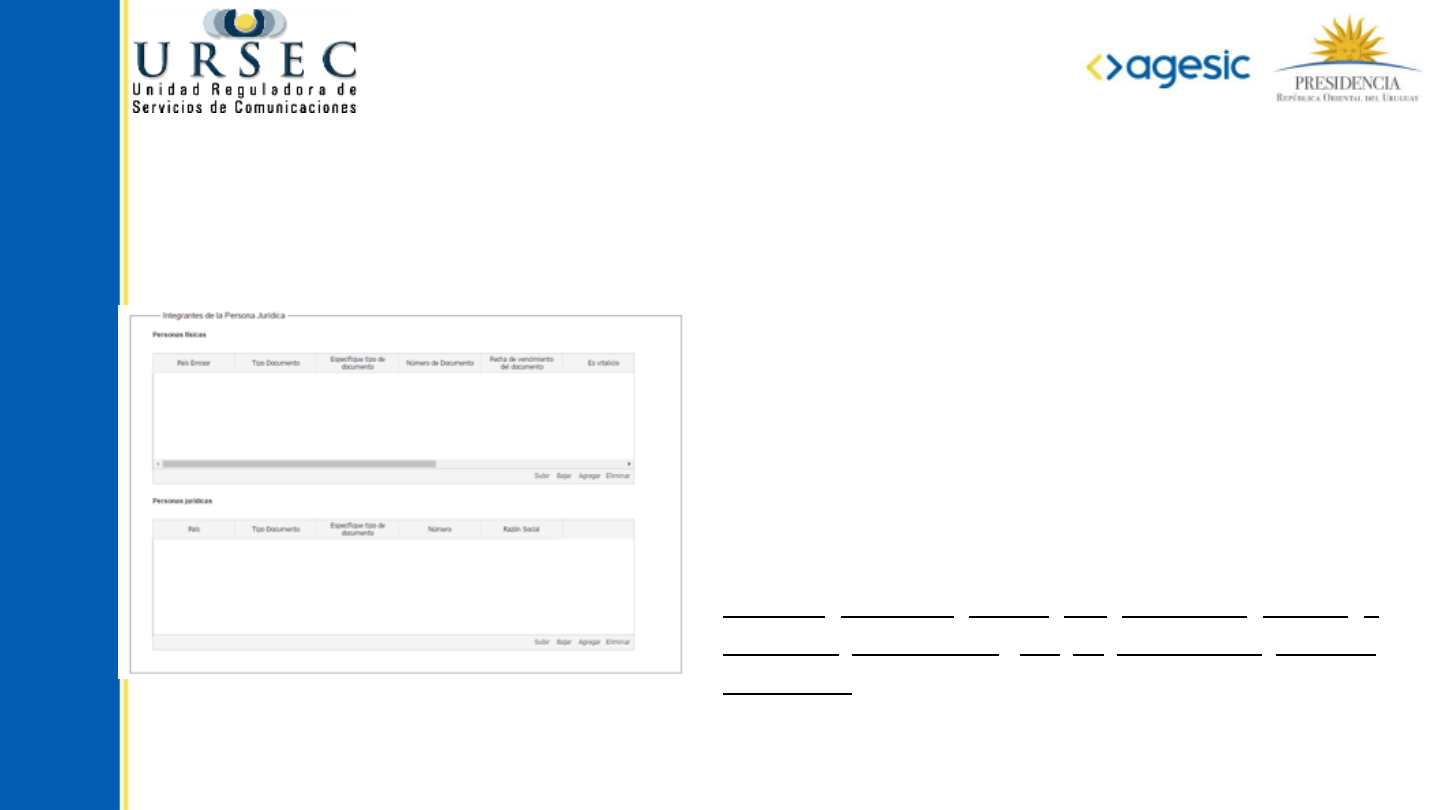 URSEC
Unidad Reguladora de
Servicios de Comunicaciones
agesic
PRESIDENCIA
REPÚBLICA ORIENTAL DEL URUGUAY
Integrantes de la Persona Jurídica
Personas físicas
País Emisor Tipo Documento Especifique tipo de documento Número de Documento Fecha de vencimiento del documento Es vitalicio
Subir Bajar Agregar Eliminar
Personas jurídicas
País Tipo Documento Especifique tipo de documento Número Razón Social
Subir Bajar Agregar Eliminar